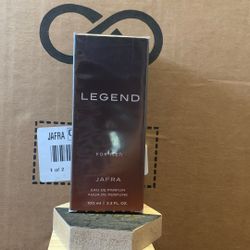 LEGEND
FOR MEN
JAFRA
EAU DE PARFUM
AGUA DE PERFUME
100 ml | 3.3 FL. OZ.
JAFRA
1 of 2